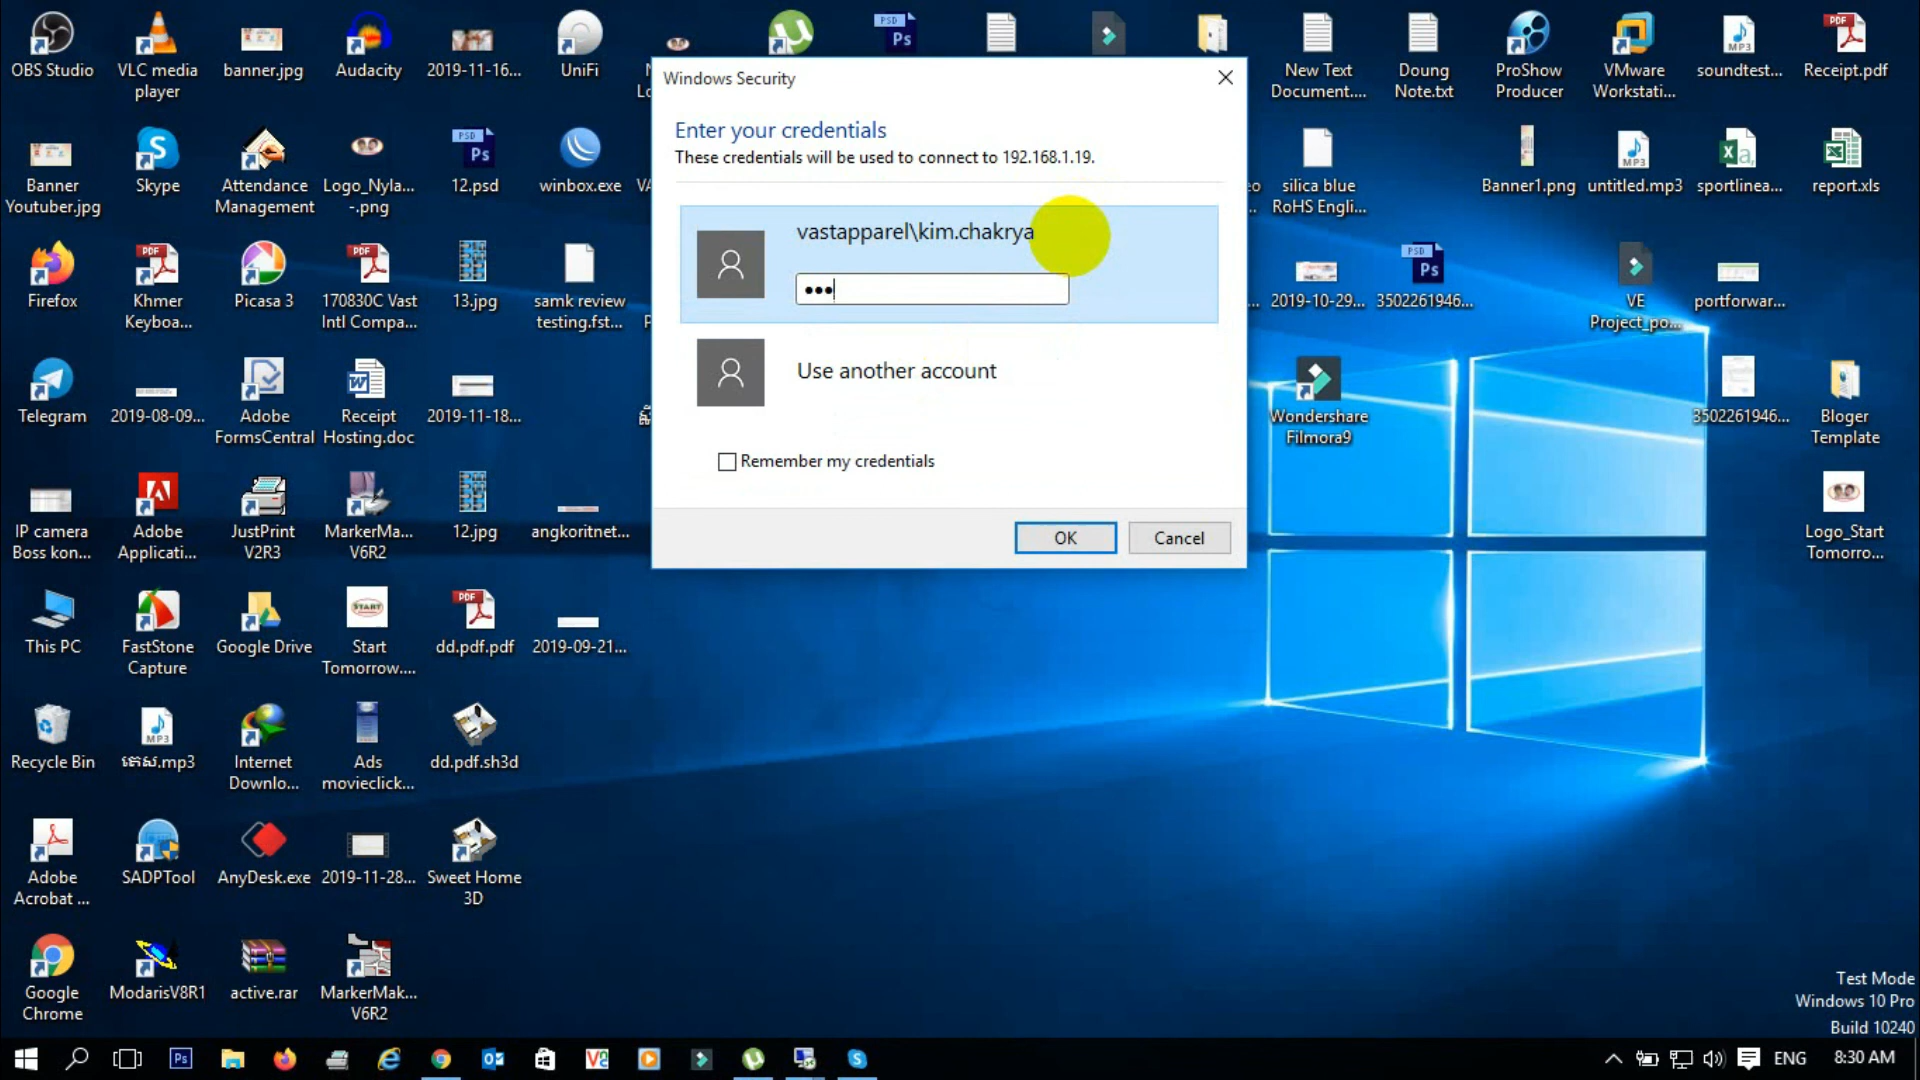 OBS Studio
VLC media
player
banner.jpg
Audacity
2019-11-16...
UniFi
New Text
Document....
Doung
Note.txt
ProShow
Producer
VMware
Workstati...
soundtest...
Receipt.pdf
Banner
Youtuber.jpg
Skype
Attendance
Management
Logo_Nyla...
-.png
12.psd
winbox.exe
silica blue
RoHS Engli...
Banner1.png
untitled.mp3
sportlinea...
report.xls
Firefox
Khmer
Keyboa...
Picasa 3
170830C Vast
Intl Compa...
13.jpg
samk review
testing.fst...
2019-10-29...
3502261946...
VE
Project_po...
portforwar...
Telegram
2019-08-09...
Adobe
FormsCentral
Receipt
Hosting.doc
2019-11-18...
Wondershare
Filmora9
3502261946...
Bloger
Template
IP camera
Boss kon...
Adobe
Applicati...
JustPrint
V2R3
MarkerMa...
V6R2
12.jpg
angkoritnet...
Logo_Start
Tomorro...
This PC
FastStone
Capture
Google Drive
Start
Tomorrow....
dd.pdf.pdf
2019-09-21...
Recycle Bin
តេស.mp3
Internet
Downlo...
Ads
movieclick...
dd.pdf.sh3d
Adobe
Acrobat ...
SADPTool
AnyDesk.exe
2019-11-28...
Sweet Home
3D
Google
Chrome
ModarisV8R1
active.rar
MarkerMak...
V6R2
Windows Security
Enter your credentials
These credentials will be used to connect to 192.168.1.19.
vastapparel\kim.chakrya
•••
Use another account
Remember my credentials
OK
Cancel
Test Mode
Windows 10 Pro
Build 10240
ENG
8:30 AM